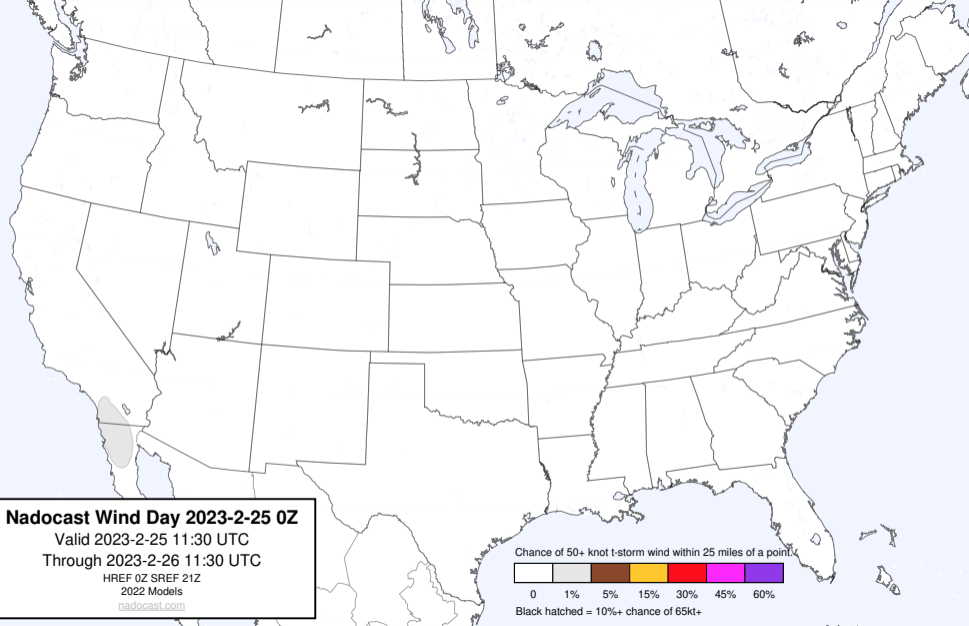 Nadocast Wind Day 2023-2-25 0Z
Valid 2023-2-25 11:30 UTC
Through 2023-2-26 11:30 UTC
HREF 0Z SREF 21Z
2022 Models
nadocast.com
Chance of 50+ knot t-storm wind within 25 miles of a point.
0 1% 5% 15% 30% 45% 60%
Black hatched = 10%+ chance of 65kt+